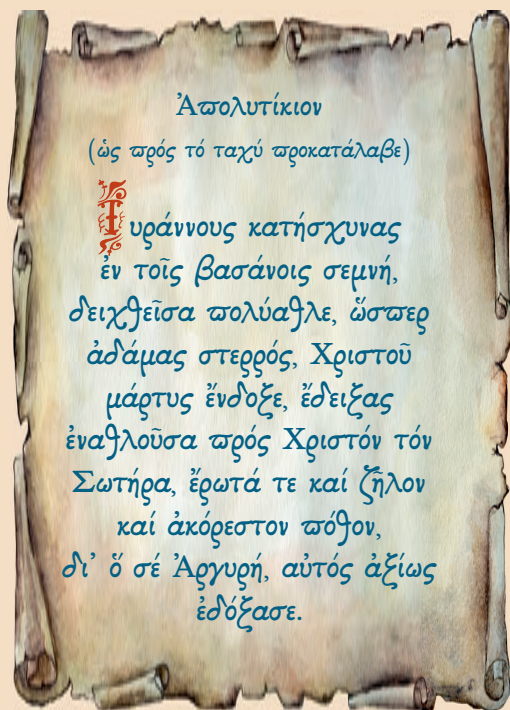 Ἀπολυτίκιον
(ὡς πρός τό ταχύ προκατάλαβε)
Τυράννους κατήσχυνας
ἐν τοῖς βασάνοις σεμνή,
δειχθεῖσα πολύαθλε, ὥσπερ
ἀδάμας στερρός, Χριστοῦ
μάρτυς ἔνδοξε, ἔδειξας
ἐναθλοῦσα πρός Χριστόν τόν
Σωτήρα, ἔρωτά τε καί ζῆλον
καί ἀκόρεστον πόθον,
δι᾽ ὅ σέ Ἀργυρή, αὐτός ἀξίως
ἐδόξασε.